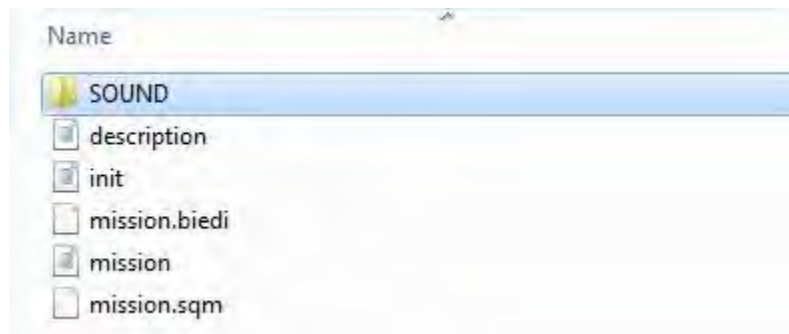 Name
SOUND
description
init
mission.biedi
mission
mission.sqm